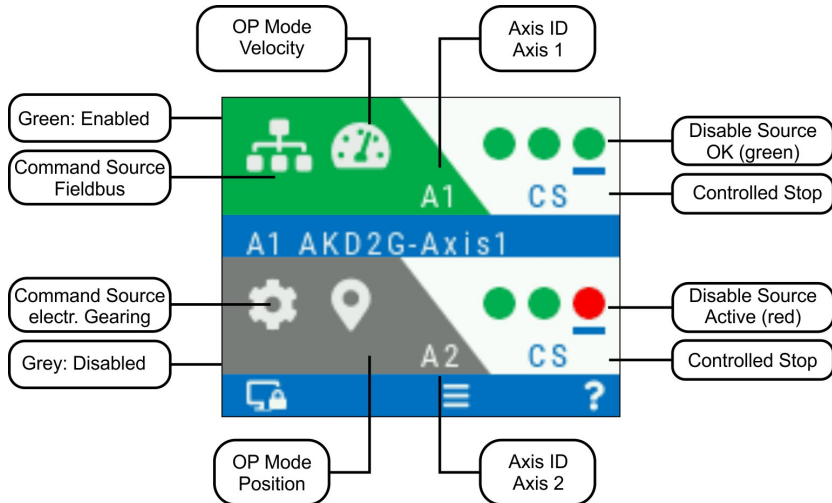 OP Mode
Velocity
Axis ID
Axis 1
Green: Enabled
Disable Source
OK (green)
Command Source
Fieldbus
Controlled Stop
A1
CS
A1 AKD2G-Axis1
Command Source
electr. Gearing
Disable Source
Active (red)
Grey: Disabled
A2
CS
Controlled Stop
?
OP Mode
Position
Axis ID
Axis 2